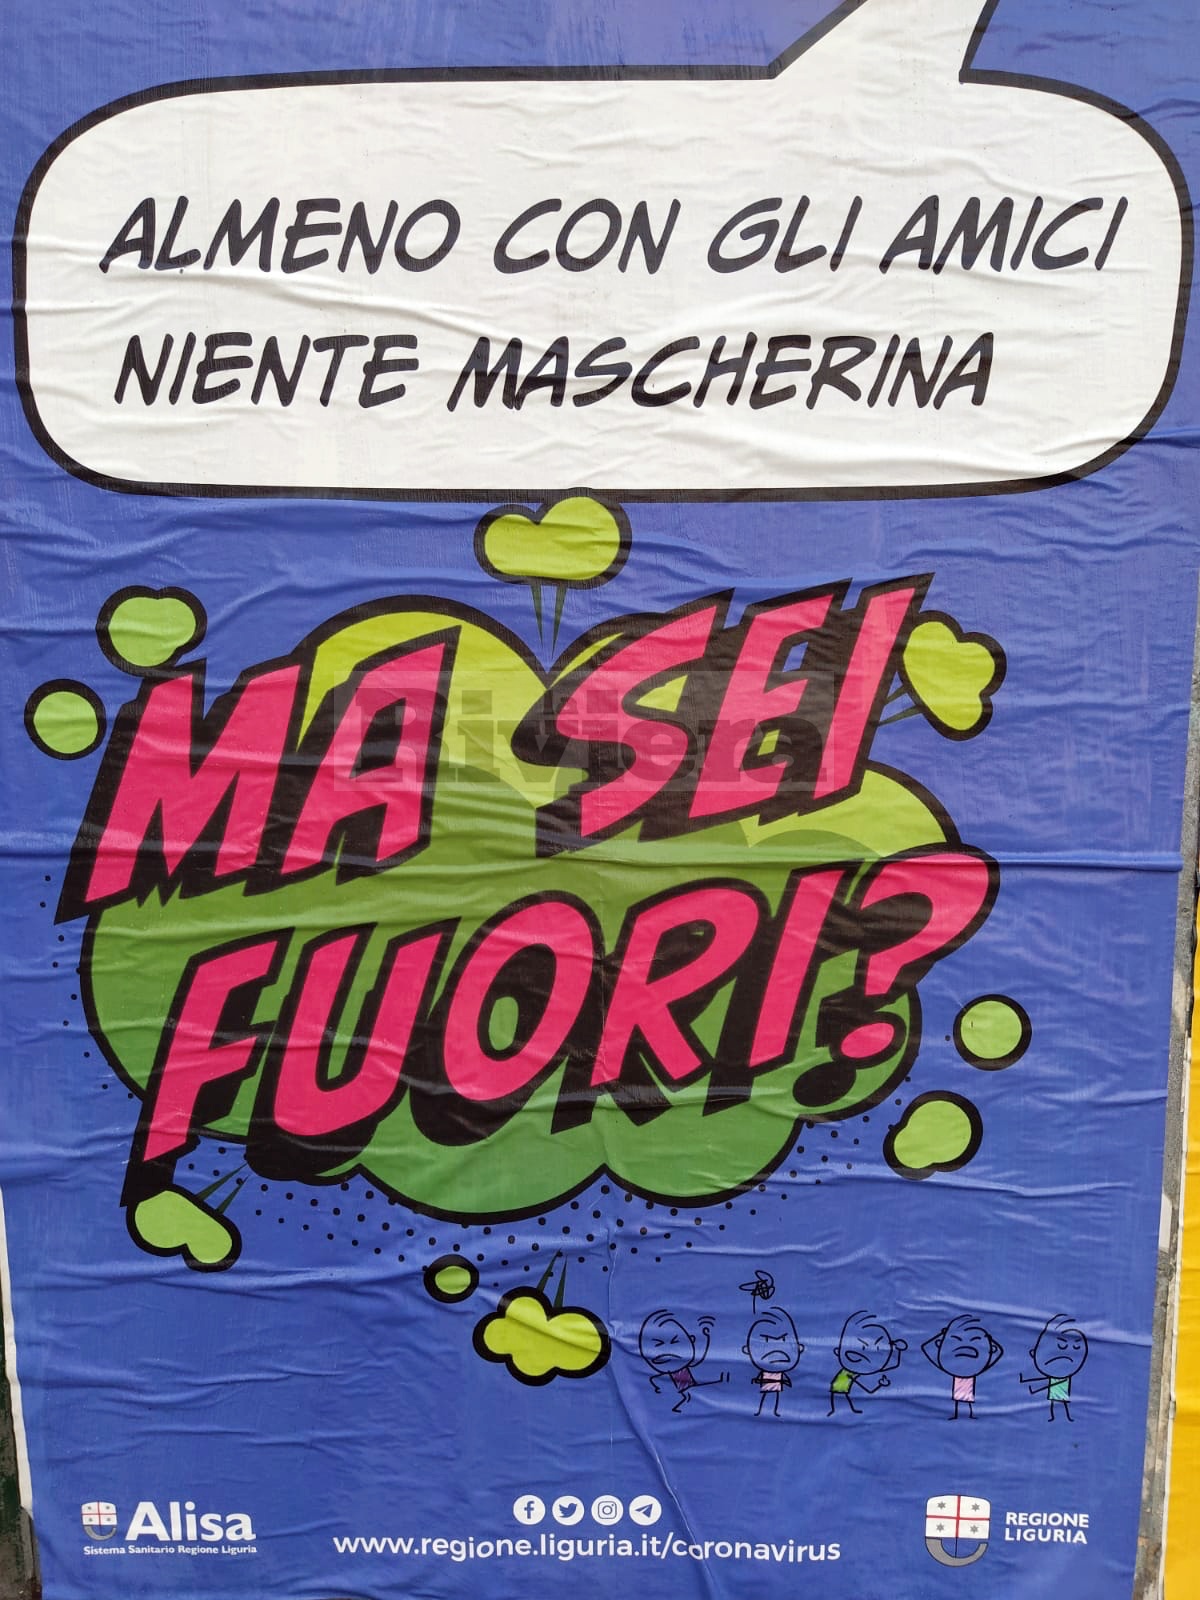 ALMENO CON GLI AMICI
NIENTE MASCHERINA
MA SEI
Riviera
FUORI?
Alisa
Sistema Sanitario Regione Liguria
www.regione.liguria.it/coronavirus
REGIONE
LIGURIA